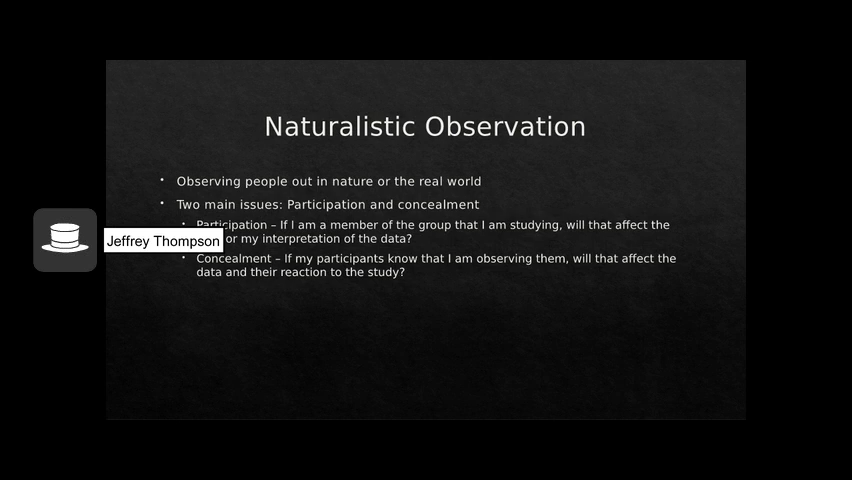 Naturalistic Observation
• Observing people out in nature or the real world
• Two main issues: Participation and concealment
• Participation – If I am a member of the group that I am studying, will that affect the
or my interpretation of the data?
• Concealment – If my participants know that I am observing them, will that affect the
data and their reaction to the study?
Jeffrey Thompson